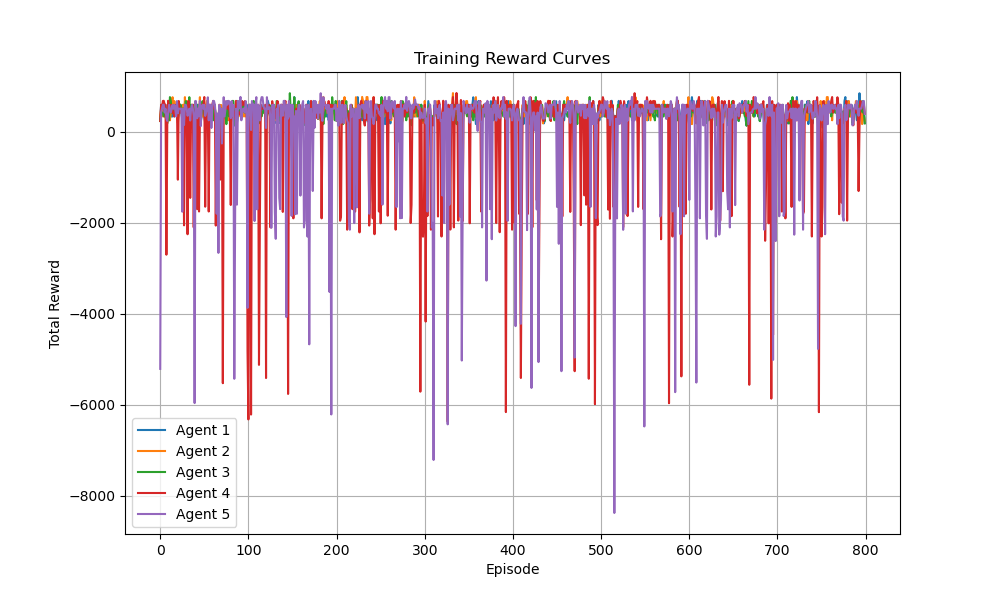 Training Reward Curves
Total Reward
0
−2000
−4000
−6000
−8000
Agent 1
Agent 2
Agent 3
Agent 4
Agent 5
0 100 200 300 400 500 600 700 800
Episode